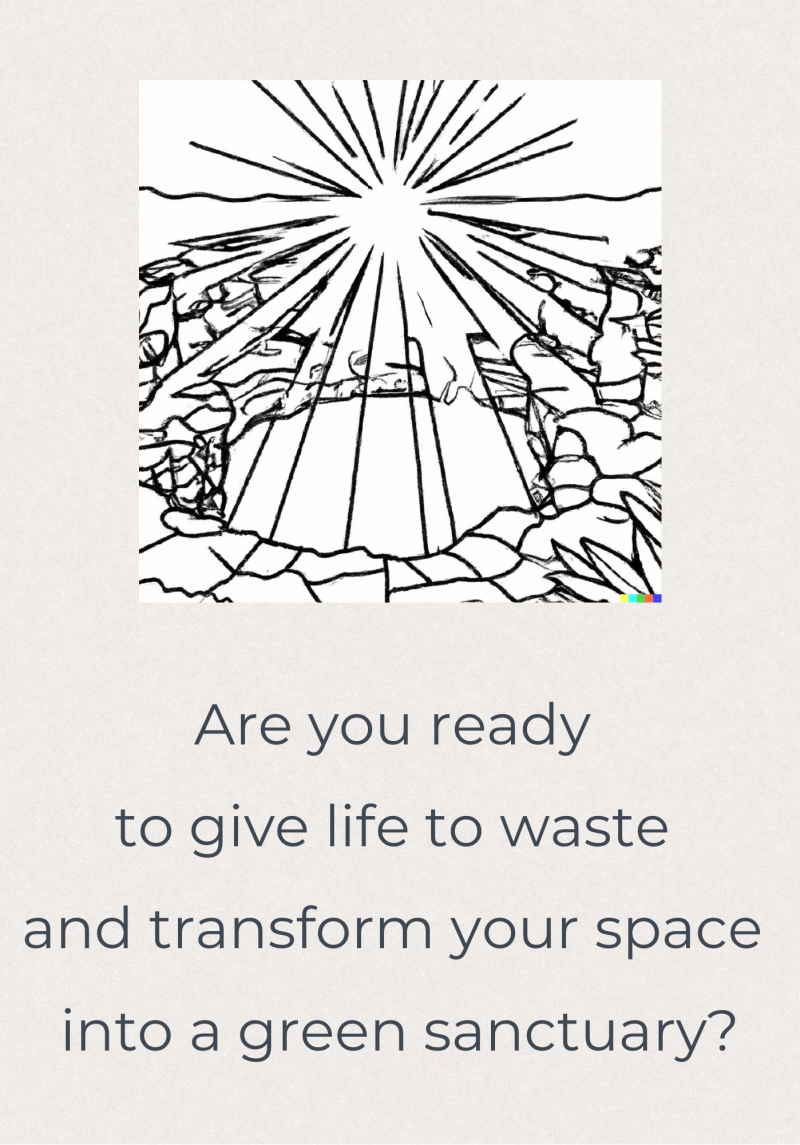 Are you ready
to give life to waste
and transform your space
into a green sanctuary?